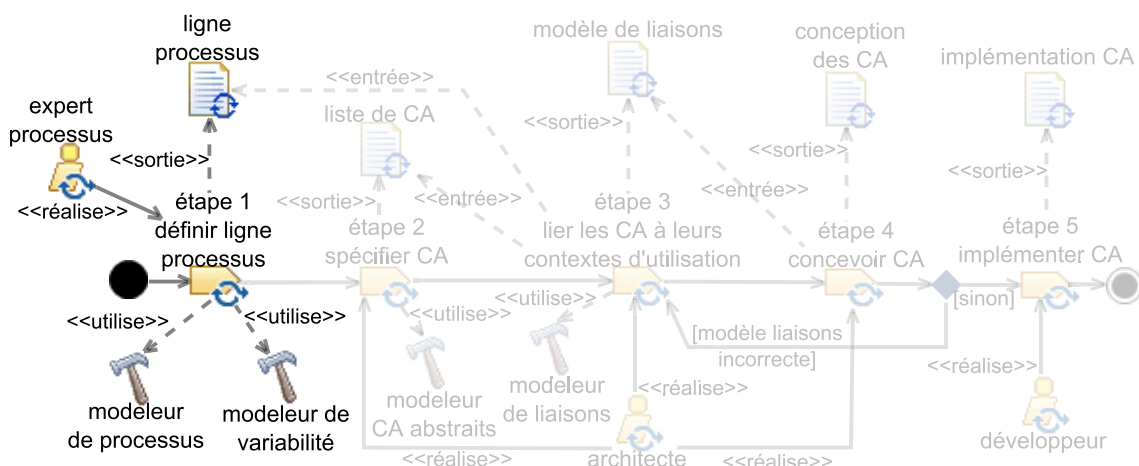 ligne
processus
modèle de liaisons
conception
des CA
implémentation CA
<<entrée>>
expert
processus
liste de CA
<<sortie>>
<<sortie>>
<<sortie>>
<<sortie>>
<<réalise>>
étape 1
définir ligne
processus
<<sortie>>
<<entrée>>
<<entrée>>
étape 2
spécifier CA
étape 3
lier les CA à leurs
contextes d'utilisation
étape 4
concevoir CA
étape 5
implémenter CA
<<utilise>>
<<utilise>>
<<utilise>>
<<utilise>>
[sinon]
[modèle liaisons
incorrecte]
<<réalise>>
<<réalise>>
modeleur
de processus
modeleur de
variabilité
modeleur
CA abstraits
modeleur
de liaisons
développeur
<<réalise>>
architecte
<<réalise>>